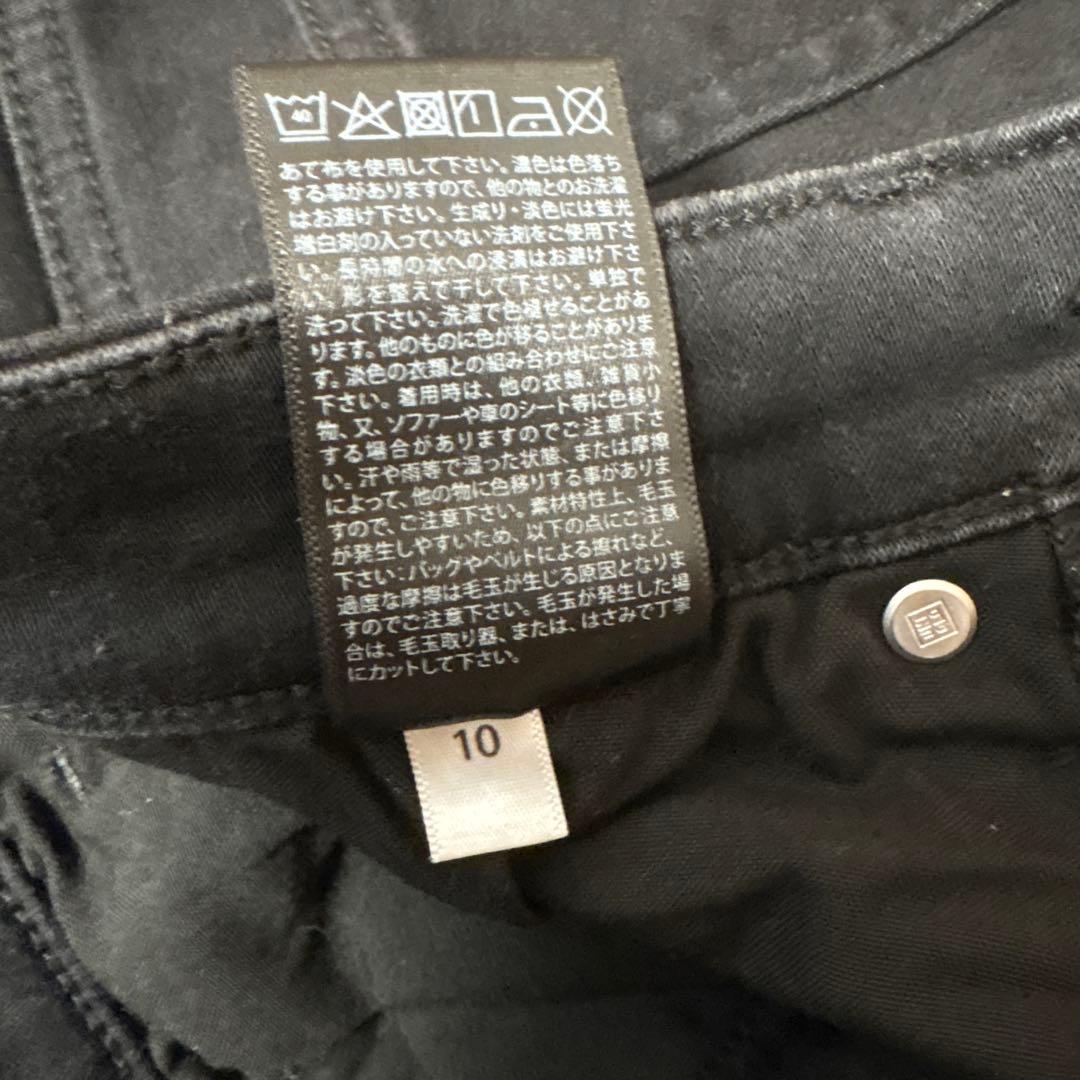 40
あて布を使用して下さい。濃色は色落ち
する事がありますので、他の物とのお洗濯
はお避け下さい。生成り・淡色には蛍光
増白剤の入っていない洗剤をご使用下さ
い。長時間の水への浸漬はお避け下さ
い。形を整えて干して下さい。単独で
洗って下さい。洗濯で色褪せることがあ
ります。他のものに色が移ることがありま
す。淡色の衣類との組み合わせにご注意
下さい。着用時は、他の衣類、雑貨小
物、又、ソファーや車のシート等に色移り
する場合がありますのでご注意下さ
い。汗や雨等で湿った状態、または摩擦
によって、他の物に色移りする事がありま
すので、ご注意下さい。素材特性上、毛玉
が発生しやすいため、以下の点にご注意
下さい:バッグやベルトによる擦れなど、
過度な摩擦は毛玉が生じる原因となりま
すのでご注意下さい。毛玉が発生した場
合は、毛玉取り器、または、はさみで丁寧
にカットして下さい。
10